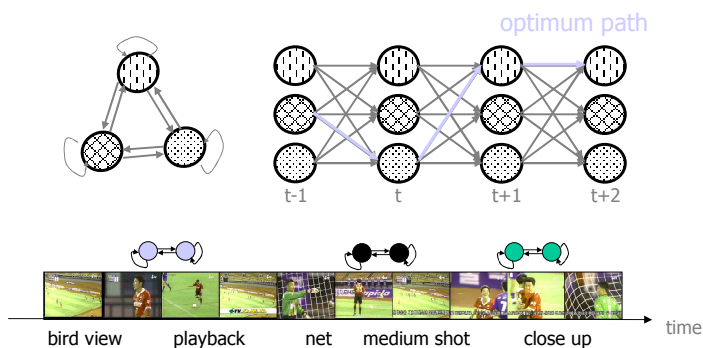 optimum path
t-1 t t+1 t+2
time
bird view playback net medium shot close up